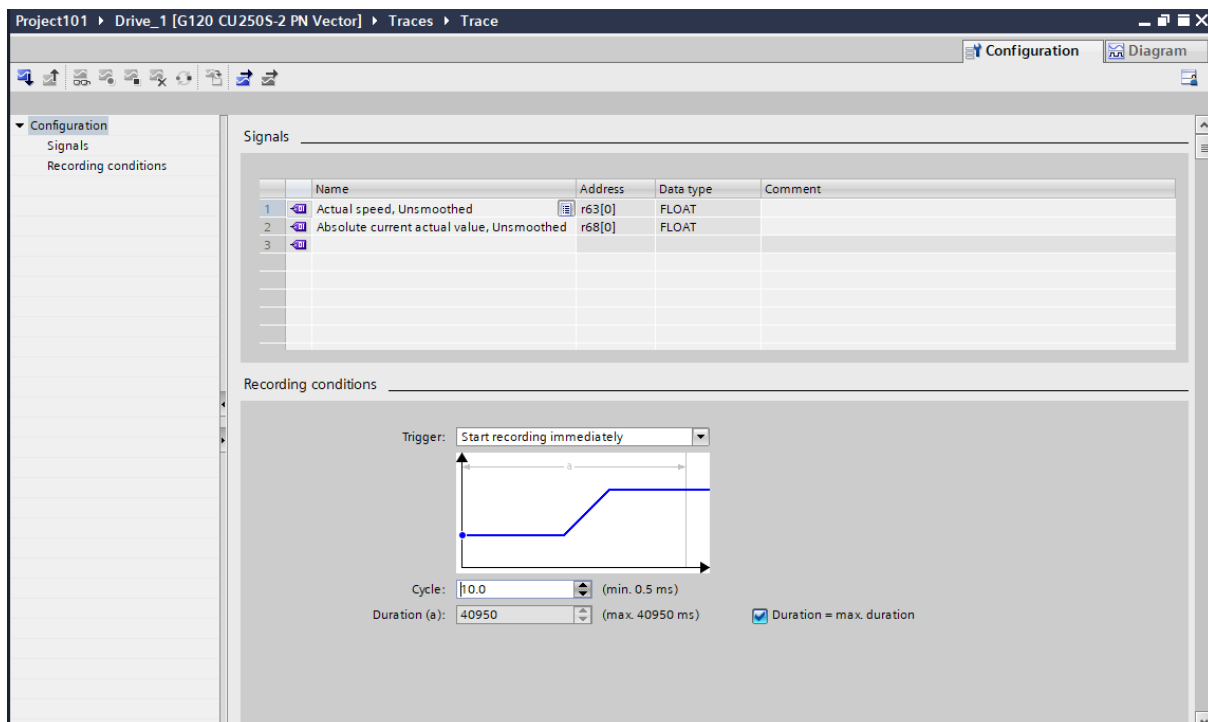 Project101 ▸ Drive_1 [G120 CU250S-2 PN Vector] ▸ Traces ▸ Trace
Configuration
Diagram
Configuration
Signals
Recording conditions
Signals
Name Address Data type Comment
1 Actual speed, Unsmoothed r63[0] FLOAT
2 Absolute current actual value, Unsmoothed r68[0] FLOAT
3
Recording conditions
Trigger: Start recording immediately
a
Cycle: 10.0 (min. 0.5 ms)
Duration (a): 40950 (max. 40950 ms) Duration = max. duration